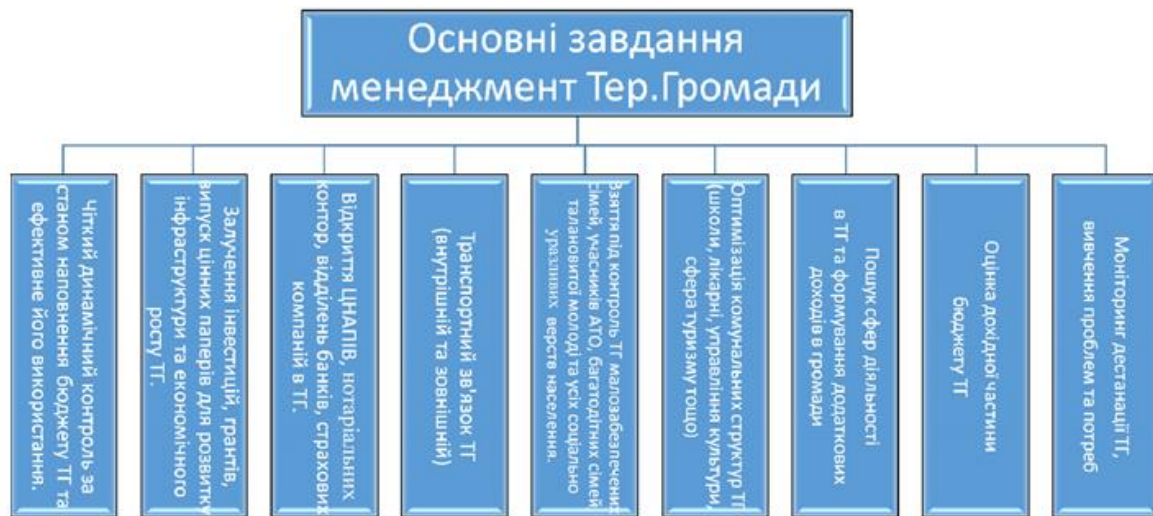 Основні завдання
менеджмент Тер.Громади
Чіткий динамічний контроль за
станом наповнення бюджету ТГ та
ефективне його використання.
Залучення інвестицій, грантів,
випуск цінних паперів для розвитку
інфраструктури та економічного
росту ТГ.
Відкриття ЦНАПІВ, нотаріальних
контор, відділень банків, страхових
компаній в ТГ.
Транспортний зв'язок ТГ
(внутрішній та зовнішній)
Взяття під контроль ТГ малозабезпечених
сімей, учасників АТО, багатодітних сімей
талановитої молоді та усіх соціально
уразливих верств населення.
Оптимізація комунальних структур ТГ
(школи, лікарні, управління культури,
сфера туризму тощо)
Пошук сфер діяльності
в ТГ та формування додаткових
доходів в громади
Оцінка дохідної частини
бюджету ТГ
Моніторинг дестанації ТГ,
вивчення проблем та потреб